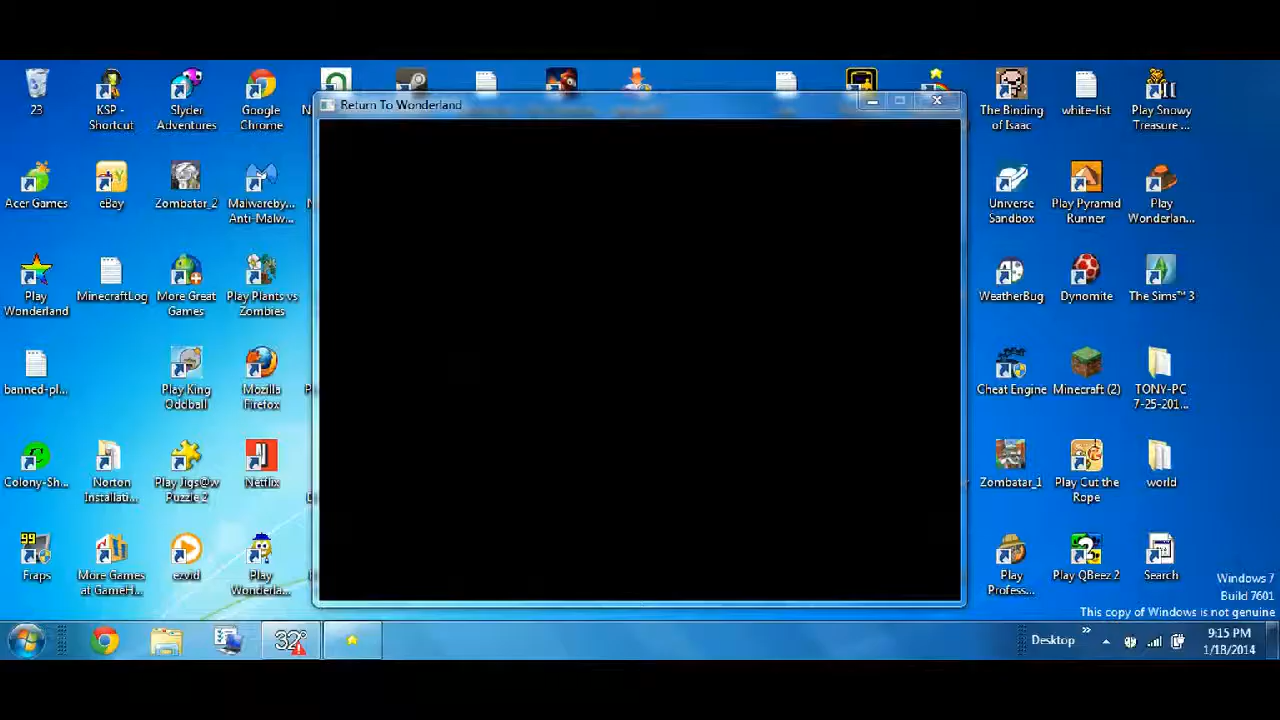 Return To Wonderland
23
KSP -
Shortcut
Slyder
Adventures
Google
Chrome
The Binding
of Isaac
white-list
Play Snowy
Treasure ...
Acer Games
eBay
Zombatar_2
Malwareby...
Anti-Malw...
Universe
Sandbox
Play Pyramid
Runner
Play
Wonderlan...
Play
Wonderland
MinecraftLog
More Great
Games
Play Plants vs
Zombies
WeatherBug
Dynomite
The Sims™ 3
banned-pl...
Play King
Oddball
Mozilla
Firefox
Cheat Engine
Minecraft (2)
TONY-PC
7-25-201...
Colony-Sh...
Norton
Installati...
Play Jigs@w
Puzzle 2
Netflix
Zombatar_1
Play Cut the
Rope
world
99
Fraps
More Games
at GameH...
ezvid
Play
Wonderla...
Play
Profess...
Play QBeez 2
Search
Windows 7
Build 7601
This copy of Windows is not genuine
32°
Desktop
»
9:15 PM
1/18/2014